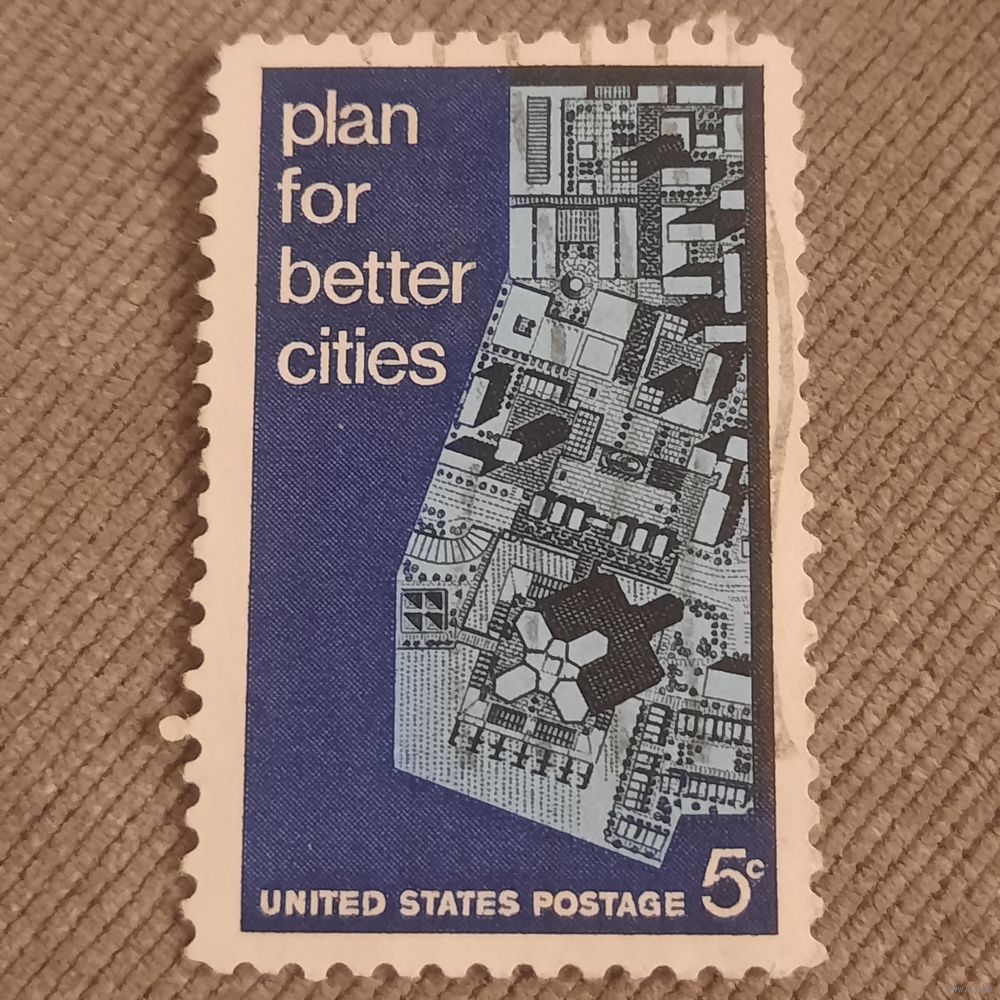 plan
for
better
cities
UNITED STATES POSTAGE 5c